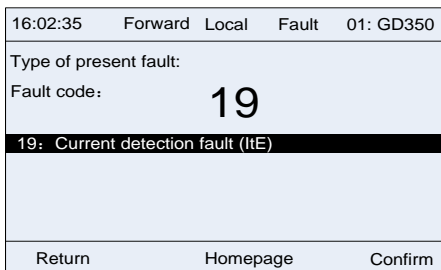 16:02:35 Forward Local Fault 01: GD350
Type of present fault:
Fault code：
19
19：Current detection fault (ItE)
Return Homepage Confirm